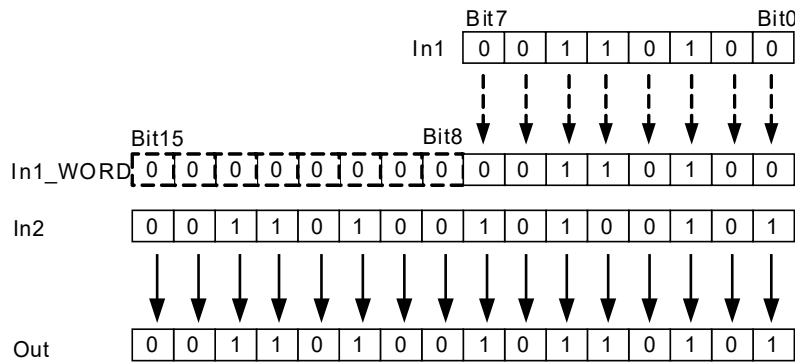 Bit7 Bit0
In1 0 0 1 1 0 1 0 0
Bit15 Bit8
In1_WORD 0 0 0 0 0 0 0 0 0 0 1 1 0 1 0 0
In2 0 0 1 1 0 1 0 0 1 0 1 0 0 1 0 1
Out 0 0 1 1 0 1 0 0 1 0 1 1 0 1 0 1